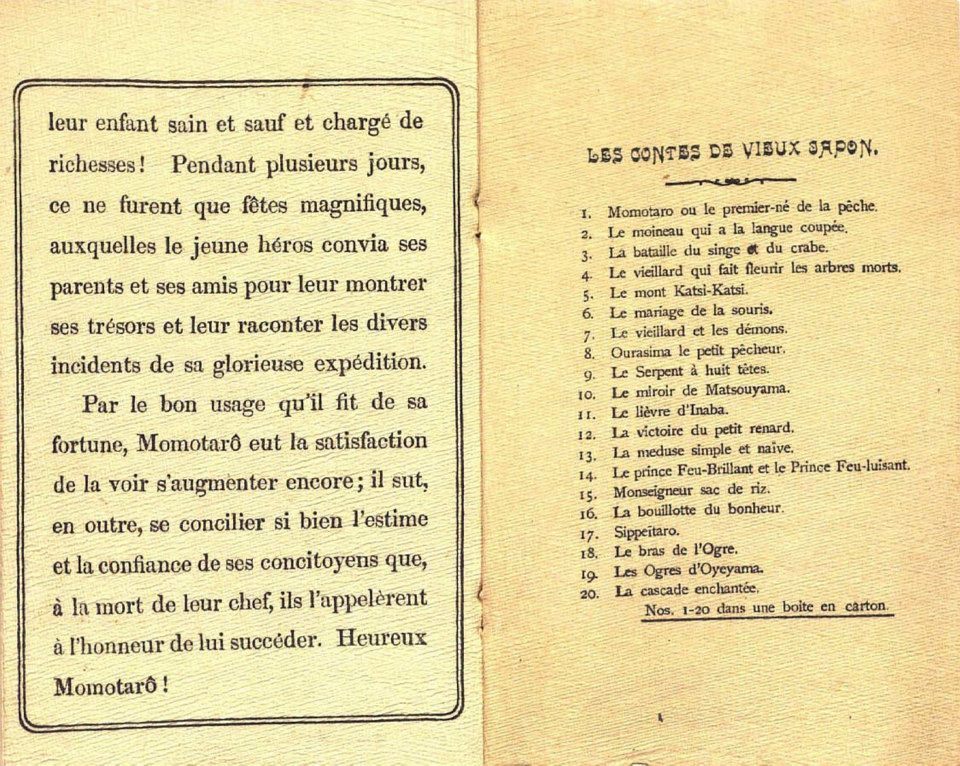 leur enfant sain et sauf et chargé de
richesses! Pendant plusieurs jours,
ce ne furent que fêtes magnifiques,
auxquelles le jeune héros convia ses
parents et ses amis pour leur montrer
ses trésors et leur raconter les divers
incidents de sa glorieuse expédition.
Par le bon usage qu'il fit de sa
fortune, Momotarô eut la satisfaction
de la voir s'augmenter encore; il sut,
en outre, se concilier si bien l'estime
et la confiance de ses concitoyens que,
à la mort de leur chef, ils l'appelèrent
à l'honneur de lui succéder. Heureux
Momotarô!
LES CONTES DE VIEUX JAPON.
1. Momotaro ou le premier-né de la pêche.
2. Le moineau qui a la langue coupée.
3. La bataille du singe et du crabe.
4. Le vieillard qui fait fleurir les arbres morts.
5. Le mont Katsi-Katsi.
6. Le mariage de la souris.
7. Le vieillard et les démons.
8. Ourasima le petit pêcheur.
9. Le Serpent à huit têtes.
10. Le miroir de Matsouyama.
11. Le lièvre d'Inaba.
12. La victoire du petit renard.
13. La meduse simple et naïve.
14. Le prince Feu-Brillant et le Prince Feu-luisant.
15. Monseigneur sac de riz.
16. La bouillotte du bonheur.
17. Sippeïtaro.
18. Le bras de l'Ogre.
19. Les Ogres d'Oyeyama.
20. La cascade enchantée.
Nos. 1-20 dans une boite en carton.